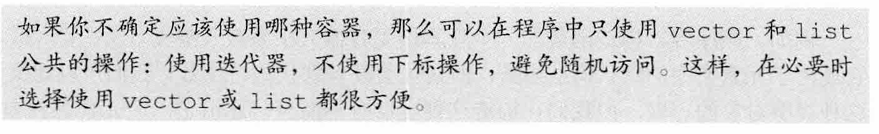 如果你不确定应该使用哪种容器，那么可以在程序中只使用 vector 和 list
公共的操作：使用迭代器，不使用下标操作，避免随机访问。这样，在必要时
选择使用 vector 或 list 都很方便。